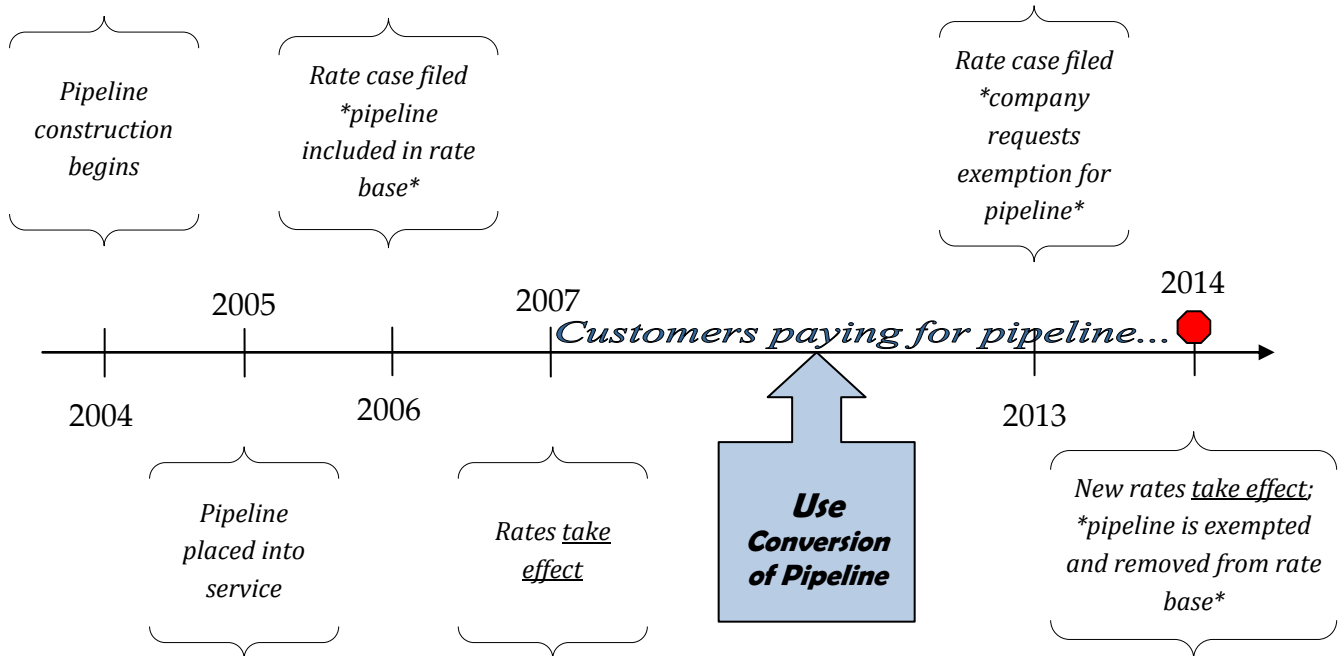 Pipeline
construction
begins
Rate case filed
*pipeline
included in rate
base*
Rate case filed
*company
requests
exemption for
pipeline*
2005
2007
2014
Customers paying for pipeline...
2004
2006
2013
Pipeline
placed into
service
Rates take
effect
Use
Conversion
of Pipeline
New rates take effect;
*pipeline is exempted
and removed from rate
base*